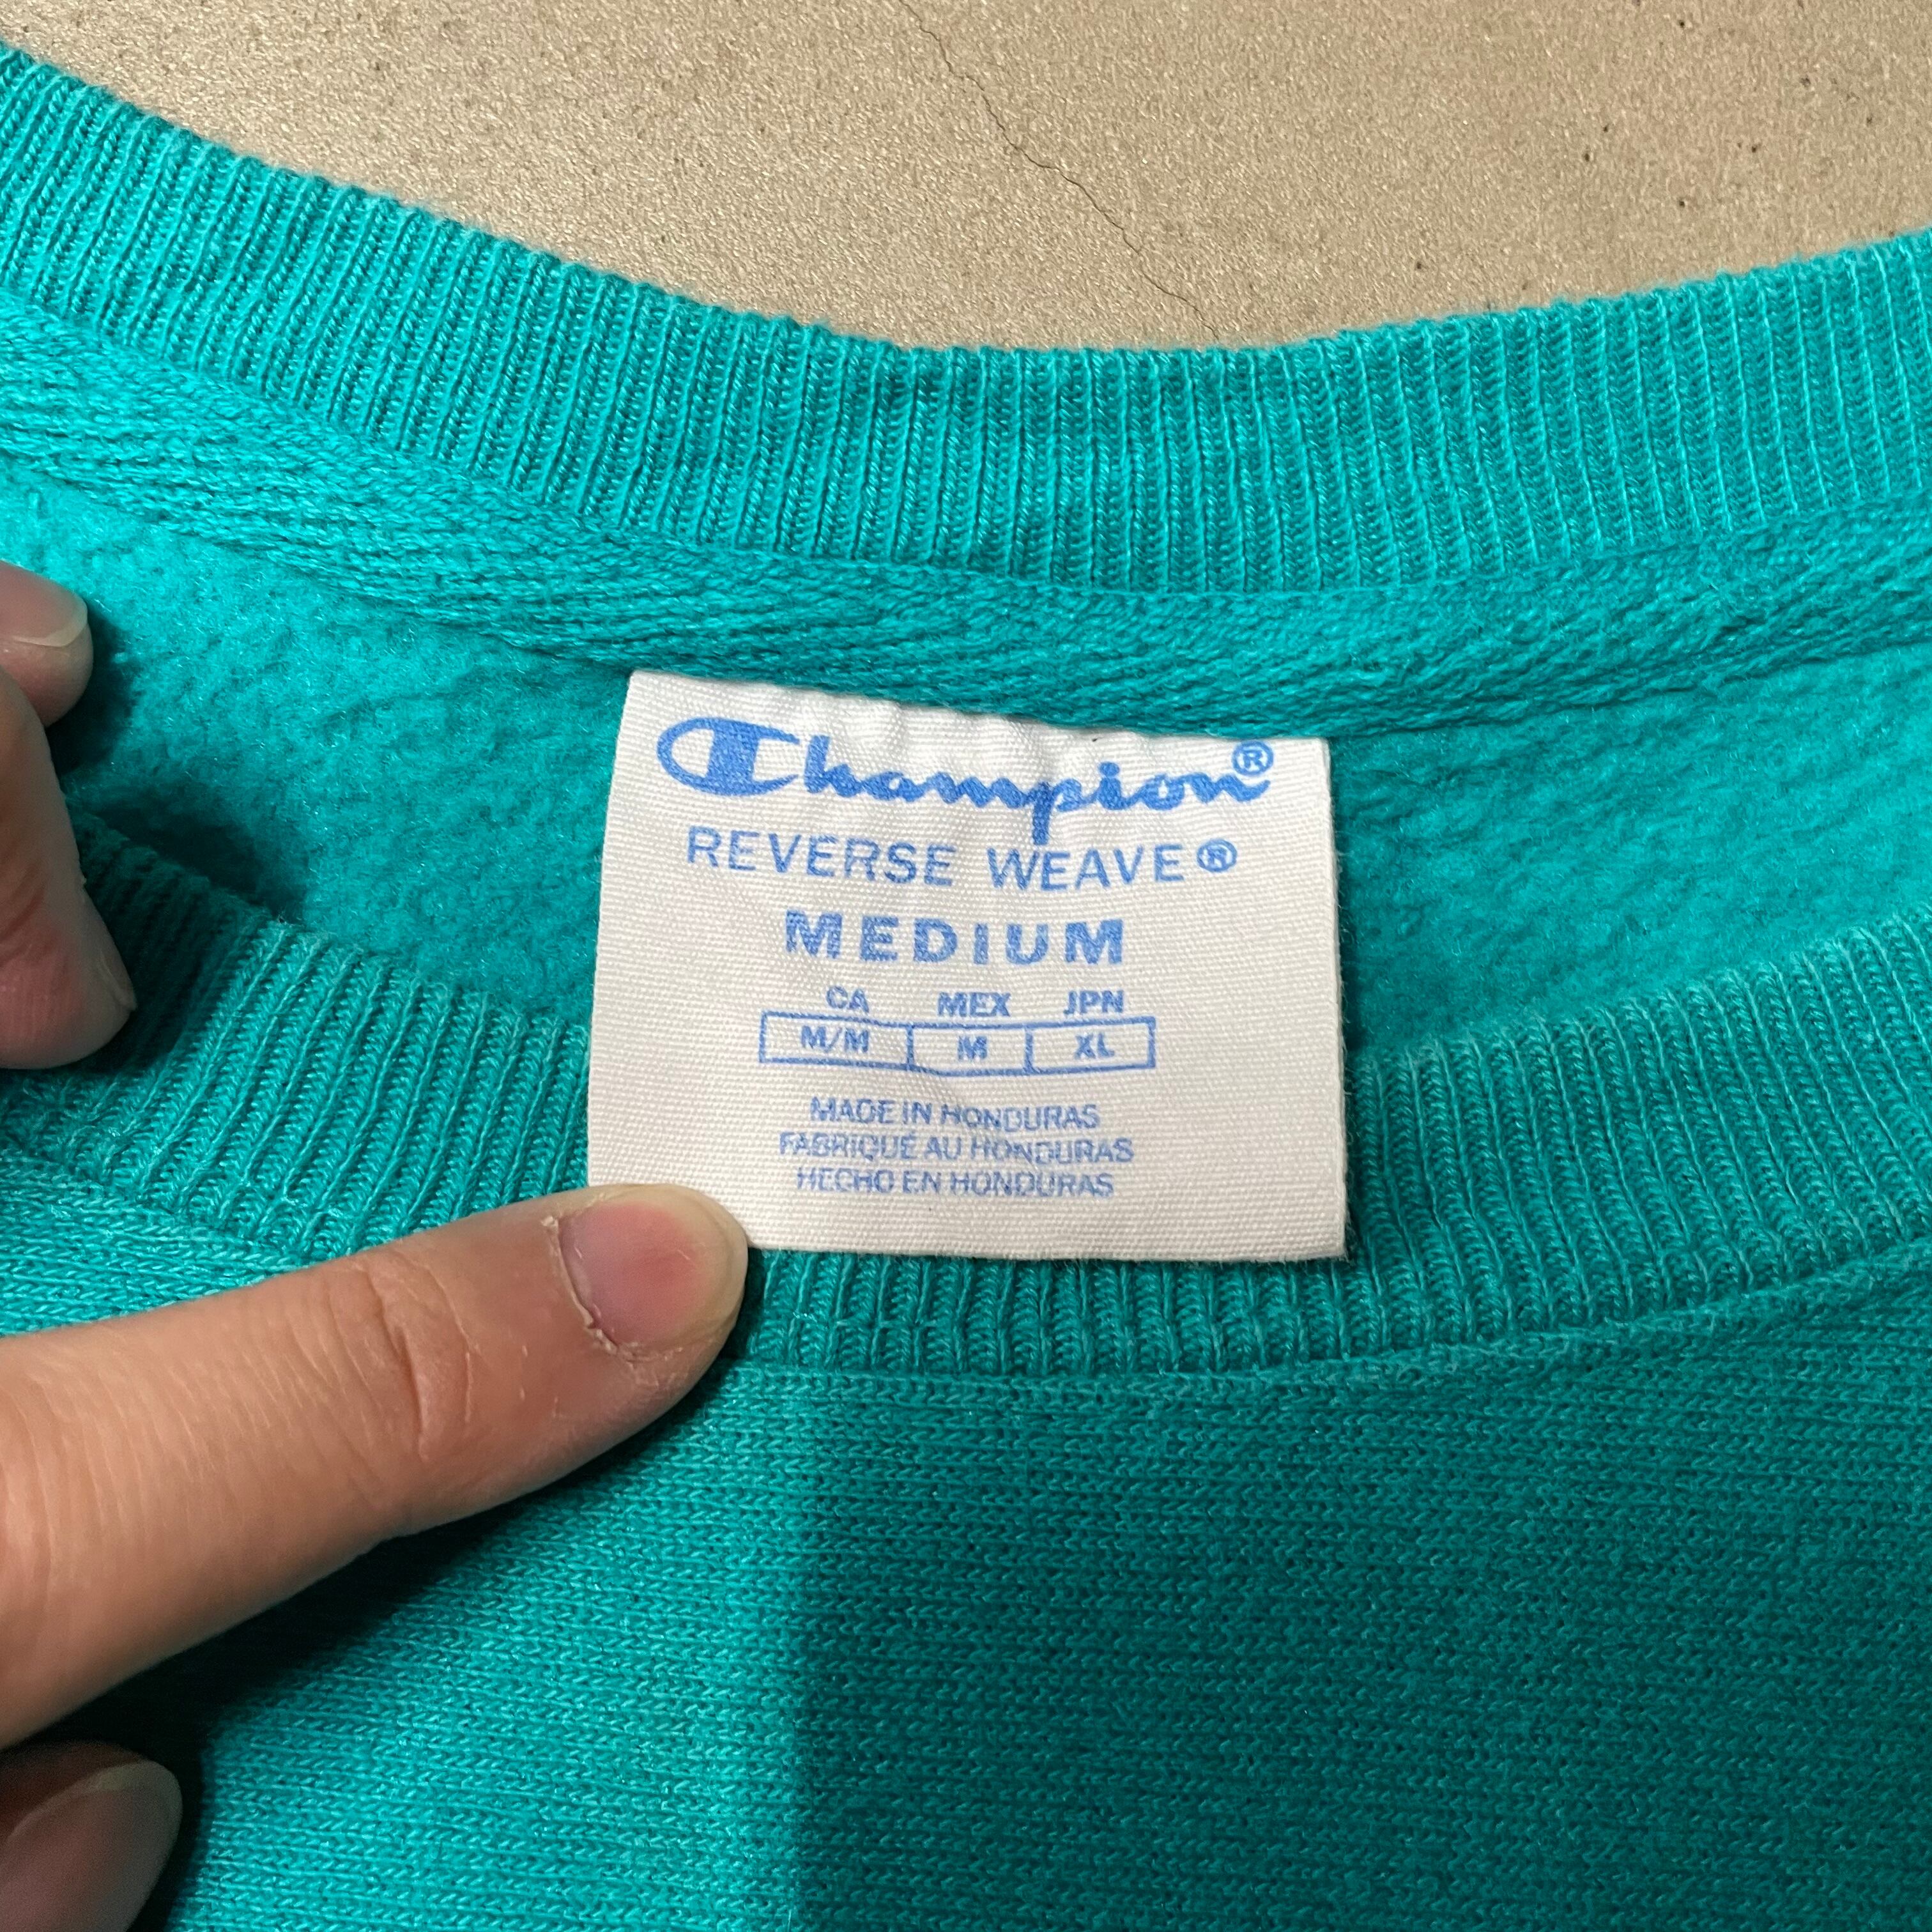 Champion®
REVERSE WEAVE®
MEDIUM
CA MEX JPN
M/M M XL
MADE IN HONDURAS
FABRIQUÉ AU HONDURAS
HECHO EN HONDURAS